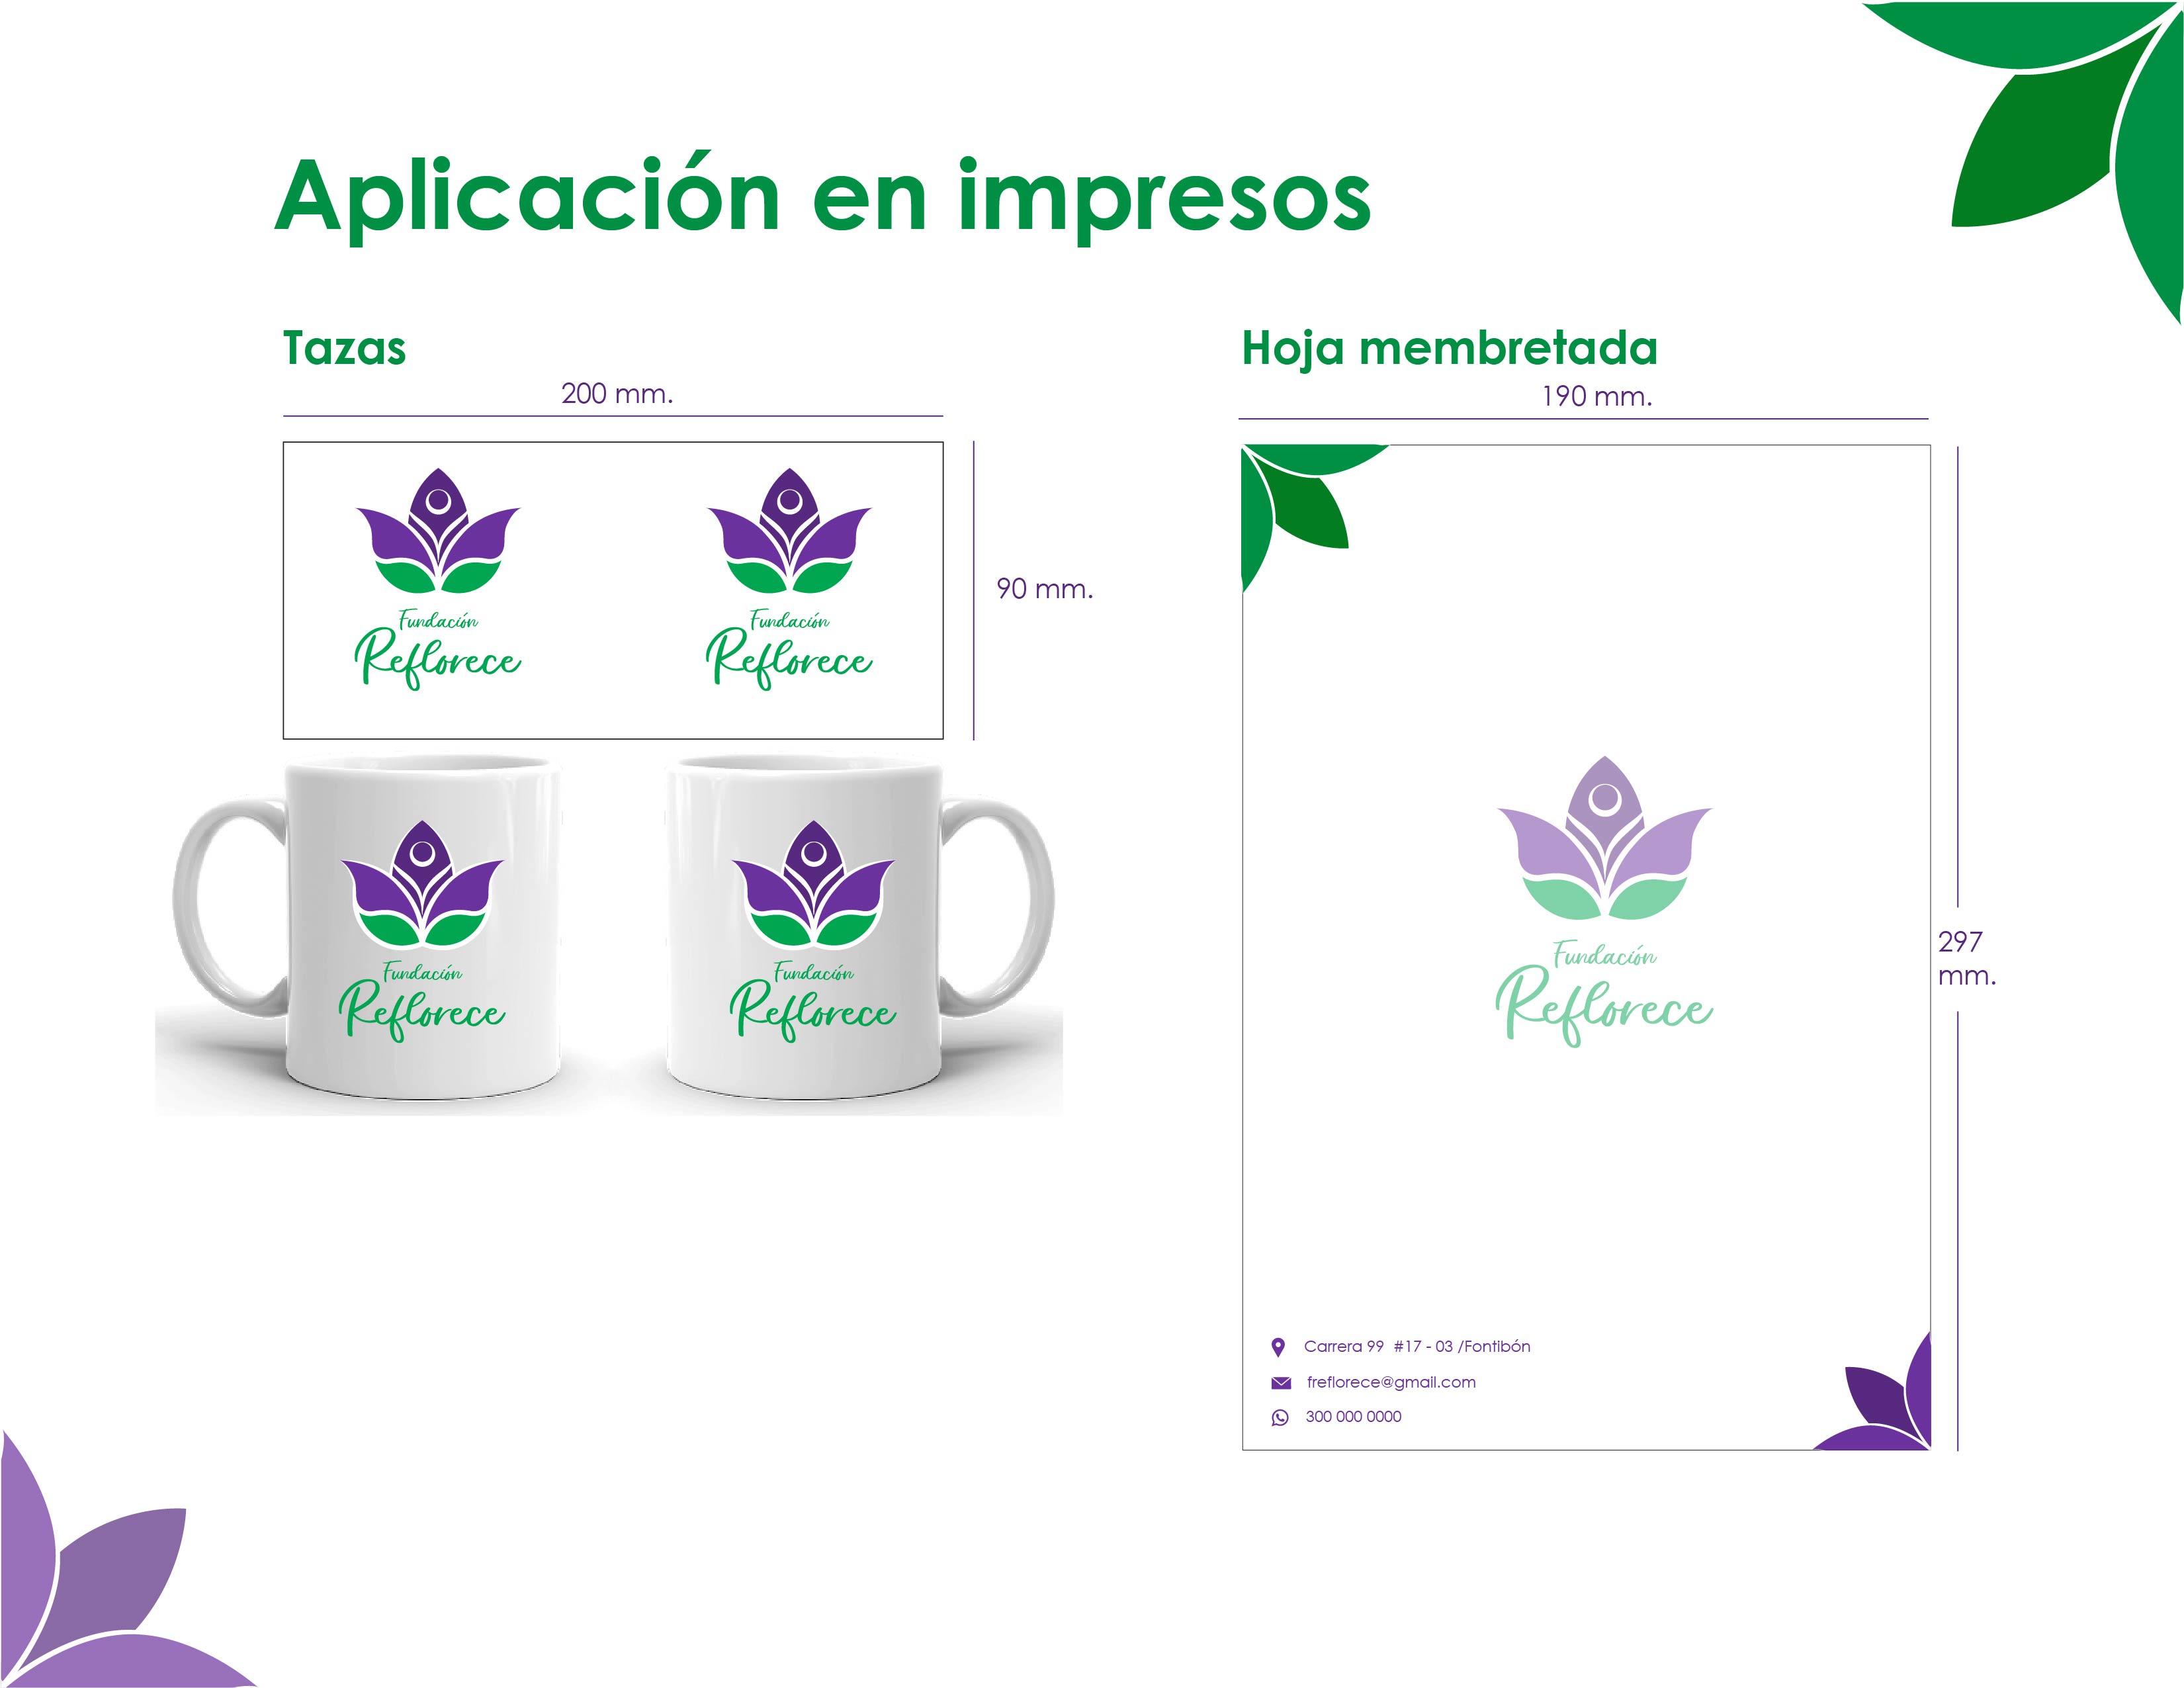 Aplicación en impresos
Tazas
200 mm.
Fundación
Reflorece
Fundación
Reflorece
90 mm.
Fundación
Reflorece
Fundación
Reflorece
Hoja membretada
190 mm.
Fundación
Reflorece
297
mm.
Carrera 99  #17 - 03 /Fontibón
freflorece@gmail.com
300 000 0000